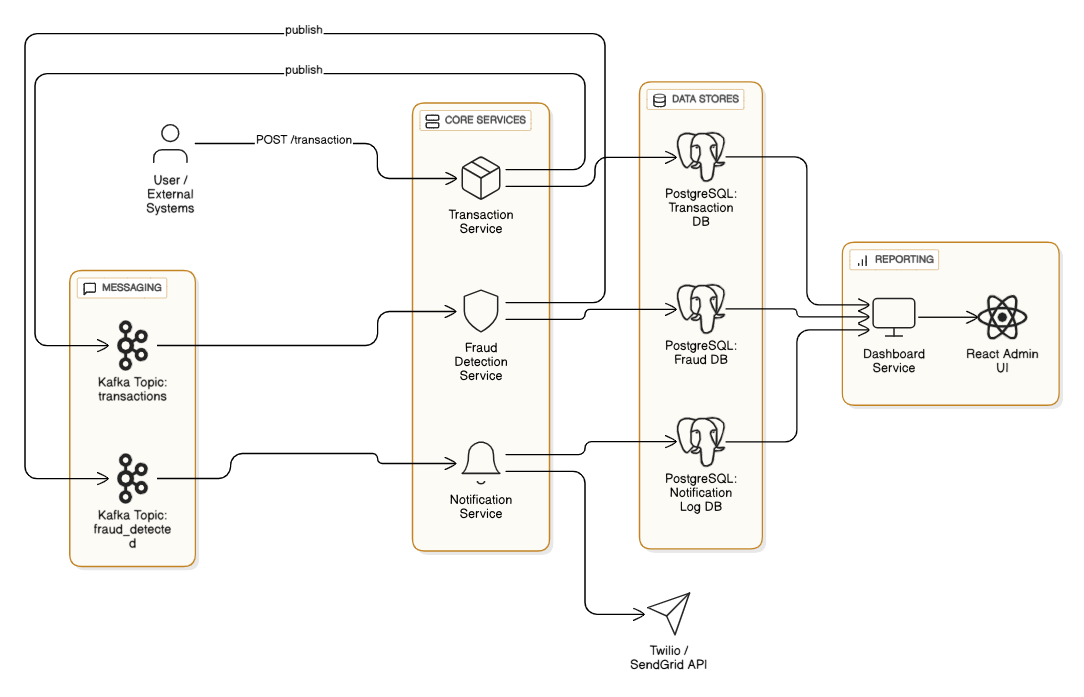 publish
publish
DATA STORES
CORE SERVICES
POST /transaction
User /
External
Systems
Transaction
Service
PostgreSQL:
Transaction
DB
MESSAGING
REPORTING
Kafka Topic:
transactions
Fraud
Detection
Service
PostgreSQL:
Fraud DB
Dashboard
Service
React Admin
UI
Kafka Topic:
fraud_detecte
d
Notification
Service
PostgreSQL:
Notification
Log DB
Twilio /
SendGrid API